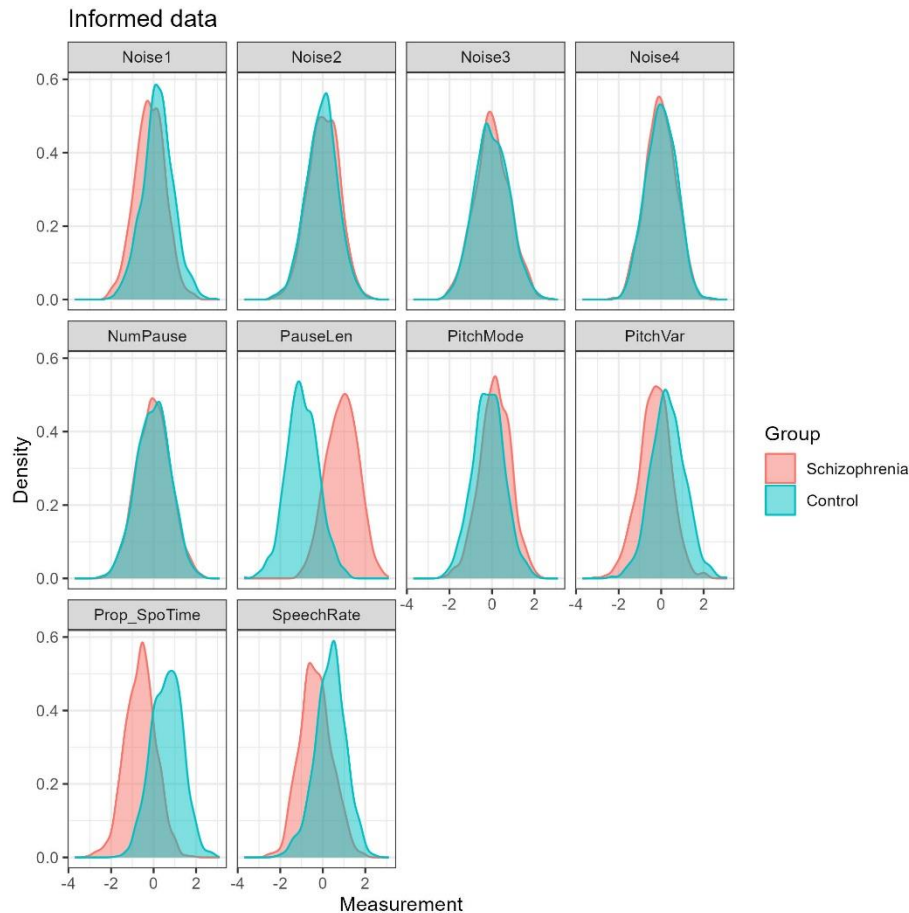 Informed data
Noise1 Noise2 Noise3 Noise4
0.6
0.4
0.2
0.0
NumPause PauseLen PitchMode PitchVar
0.6
0.4
0.2
0.0
-4 -2 0 2 -4 -2 0 2
Prop_SpoTime SpeechRate
0.6
0.4
0.2
0.0
-4 -2 0 2 -4 -2 0 2
Density
Measurement
Group
Schizophrenia
Control